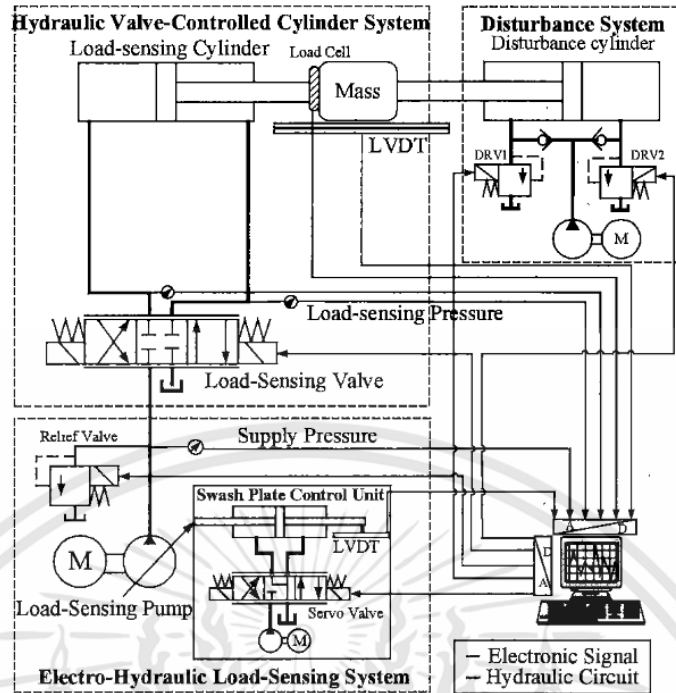 Hydraulic Valve-Controlled Cylinder System
Load-sensing Cylinder
Load Cell
Mass
LVDT
Disturbance System
Disturbance cylinder
DRV1
DRV2
M
Load-sensing Pressure
Load-Sensing Valve
Relief Valve
Supply Pressure
Swash Plate Control Unit
LVDT
Servo Valve
M
M
Load-Sensing Pump
Electro-Hydraulic Load-Sensing System
A
D
D
A
Electronic Signal
Hydraulic Circuit